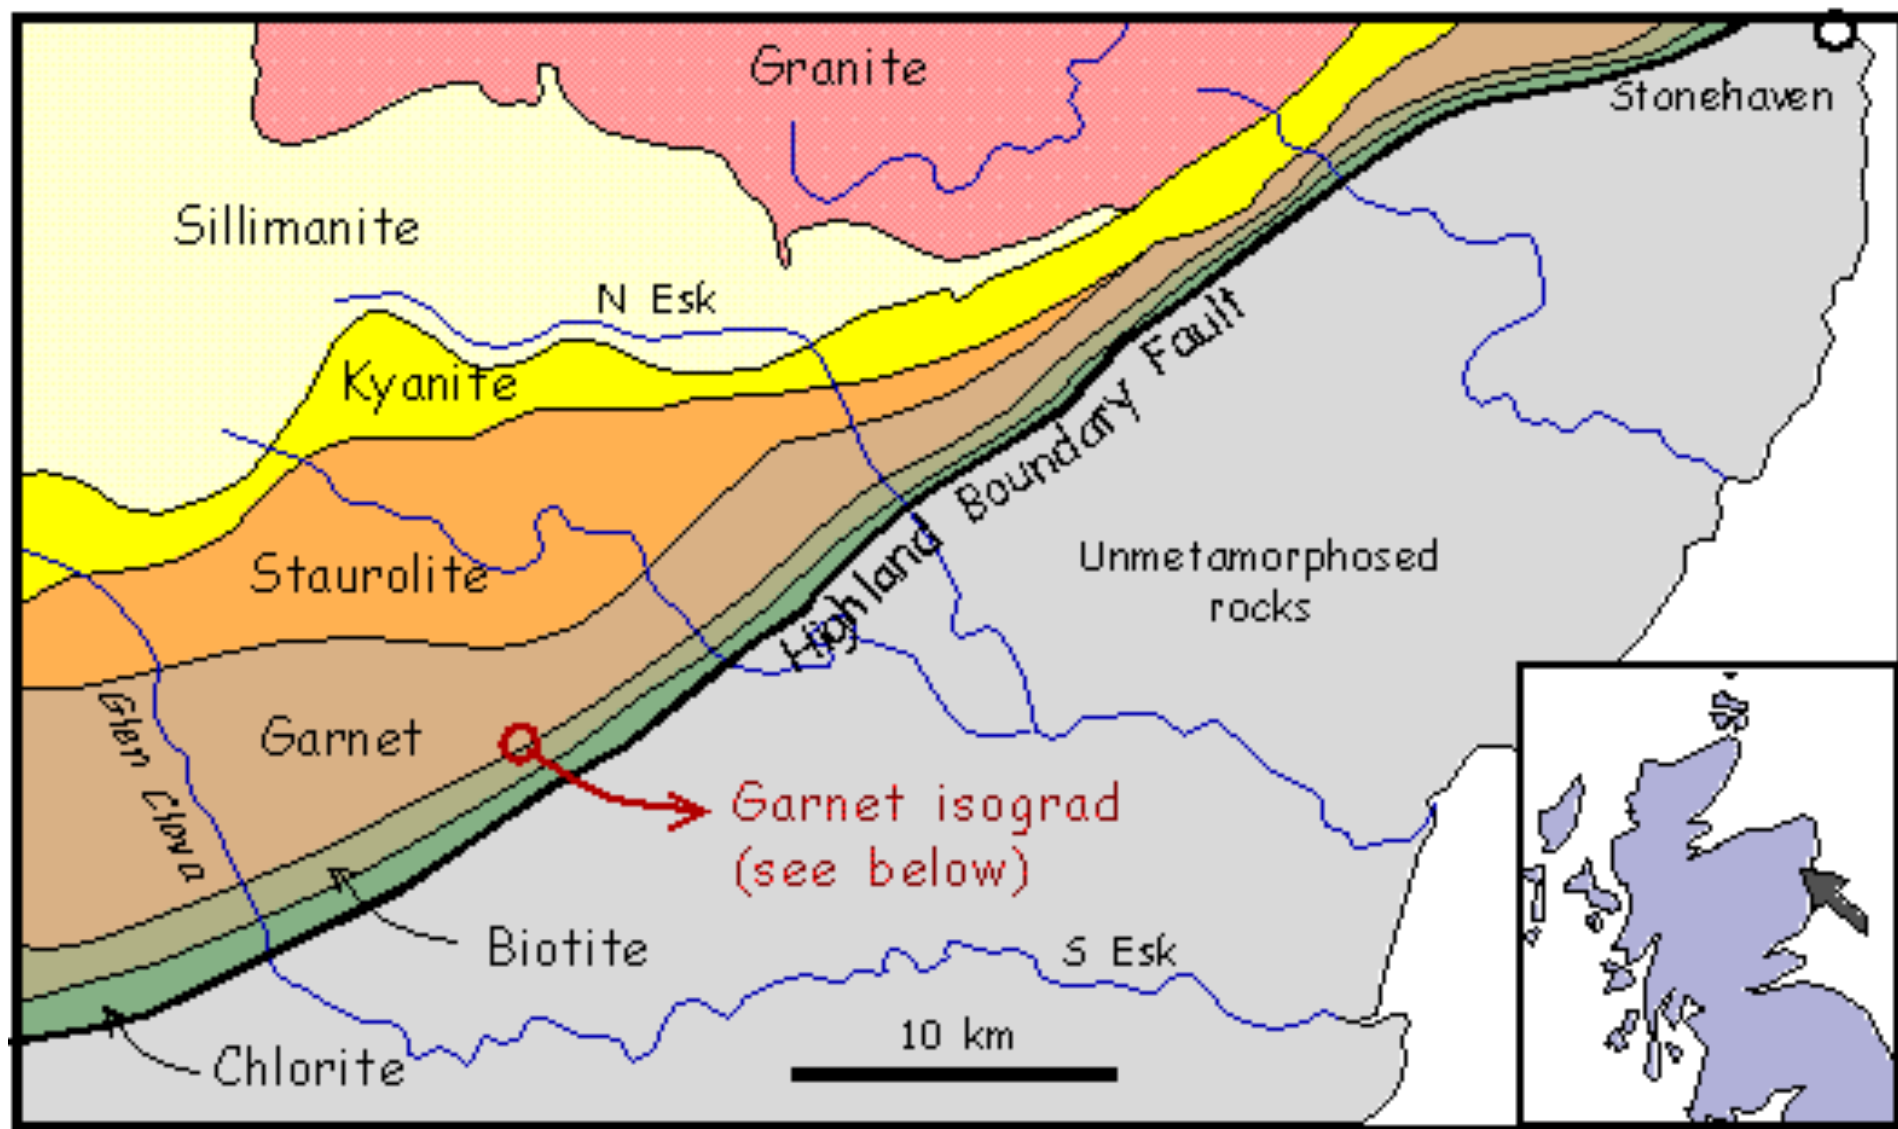 Granite
Stonehaven
Sillimanite
N Esk
Kyanite
Highland Boundary Fault
Staurolite
Unmetamorphosed
rocks
Glen Clova
Garnet
Garnet isograd
(see below)
Biotite
S Esk
10 km
Chlorite